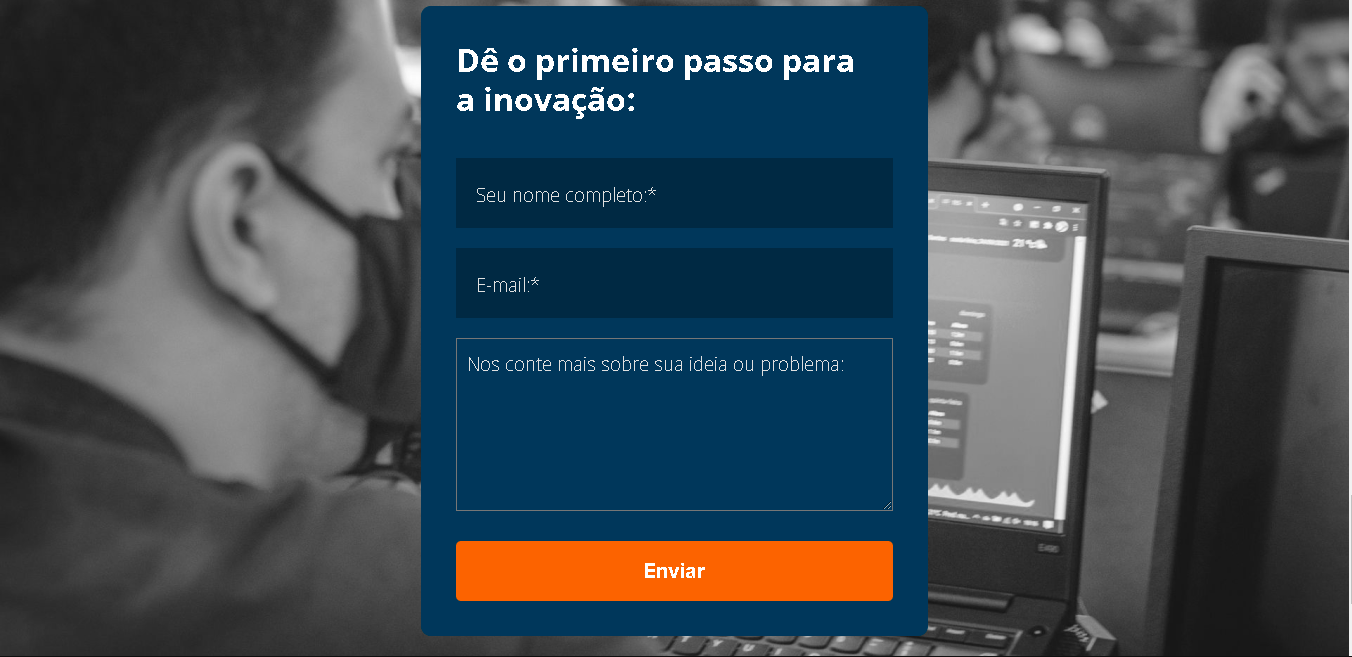 Dê o primeiro passo para
a inovação:
Seu nome completo:*
E-mail:*
Nos conte mais sobre sua ideia ou problema:
Enviar